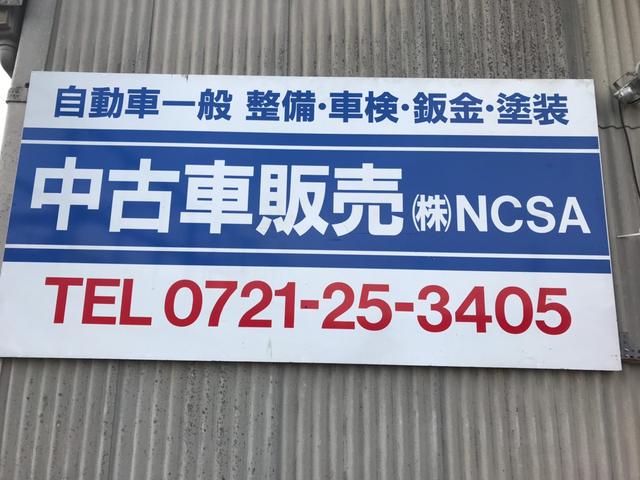 自動車一般 整備・車検・鈑金・塗装
中古車販売㈱NCSA
TEL 0721-25-3405